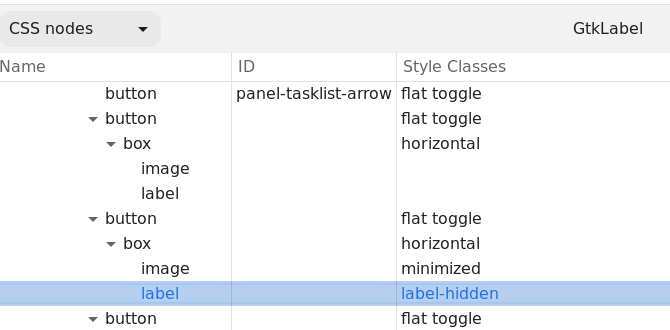 CSS nodes GtkLabel
Name ID Style Classes
button panel-tasklist-arrow flat toggle
button flat toggle
box horizontal
image
label
button flat toggle
box horizontal
image minimized
label label-hidden
button flat toggle